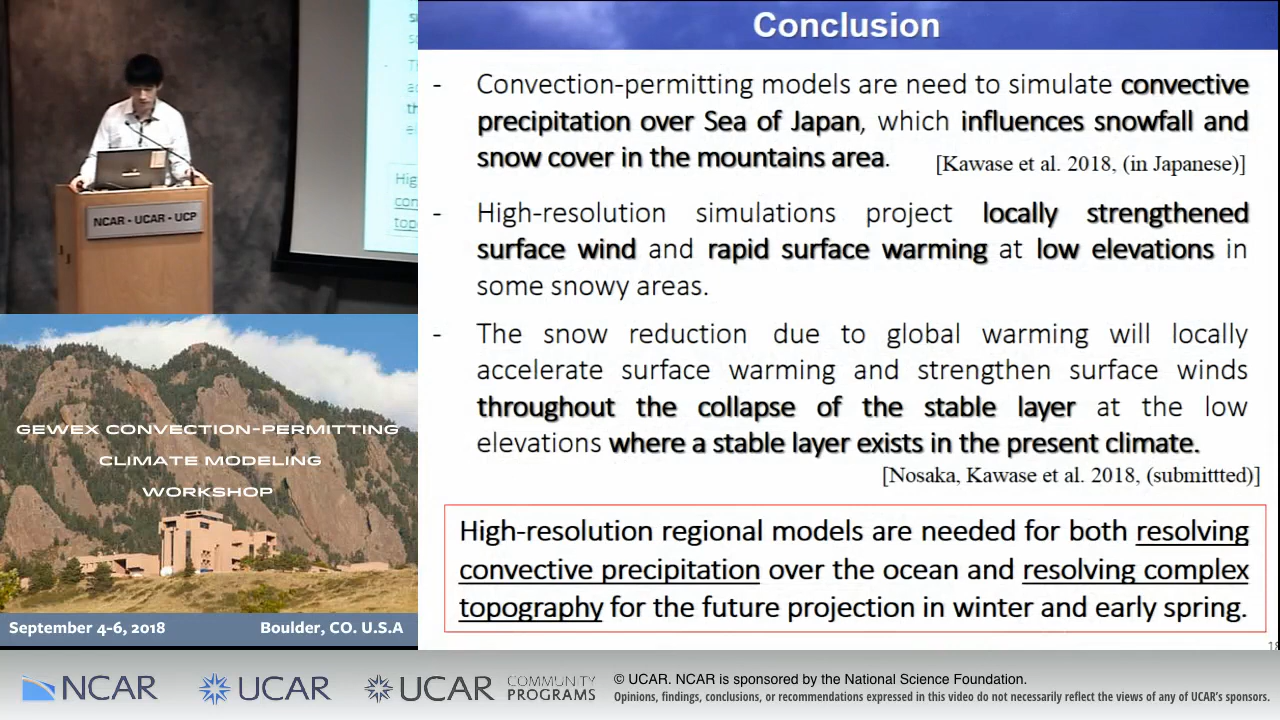 Conclusion
- Convection-permitting models are need to simulate convective
precipitation over Sea of Japan, which influences snowfall and
snow cover in the mountains area. [Kawase et al. 2018, (in Japanese)]
- High-resolution simulations project locally strengthened
surface wind and rapid surface warming at low elevations in
some snowy areas.
- The snow reduction due to global warming will locally
accelerate surface warming and strengthen surface winds
throughout the collapse of the stable layer at the low
elevations where a stable layer exists in the present climate.
[Nosaka, Kawase et al. 2018, (submittted)]
High-resolution regional models are needed for both resolving
convective precipitation over the ocean and resolving complex
topography for the future projection in winter and early spring.
NCAR - UCAR - UCP
GEWEX CONVECTION-PERMITTING
CLIMATE MODELING
WORKSHOP
September 4-6, 2018 Boulder, CO. U.S.A
NCAR
UCAR
UCAR COMMUNITY PROGRAMS
© UCAR. NCAR is sponsored by the National Science Foundation.
Opinions, findings, conclusions, or recommendations expressed in this video do not necessarily reflect the views of any of UCAR's sponsors.